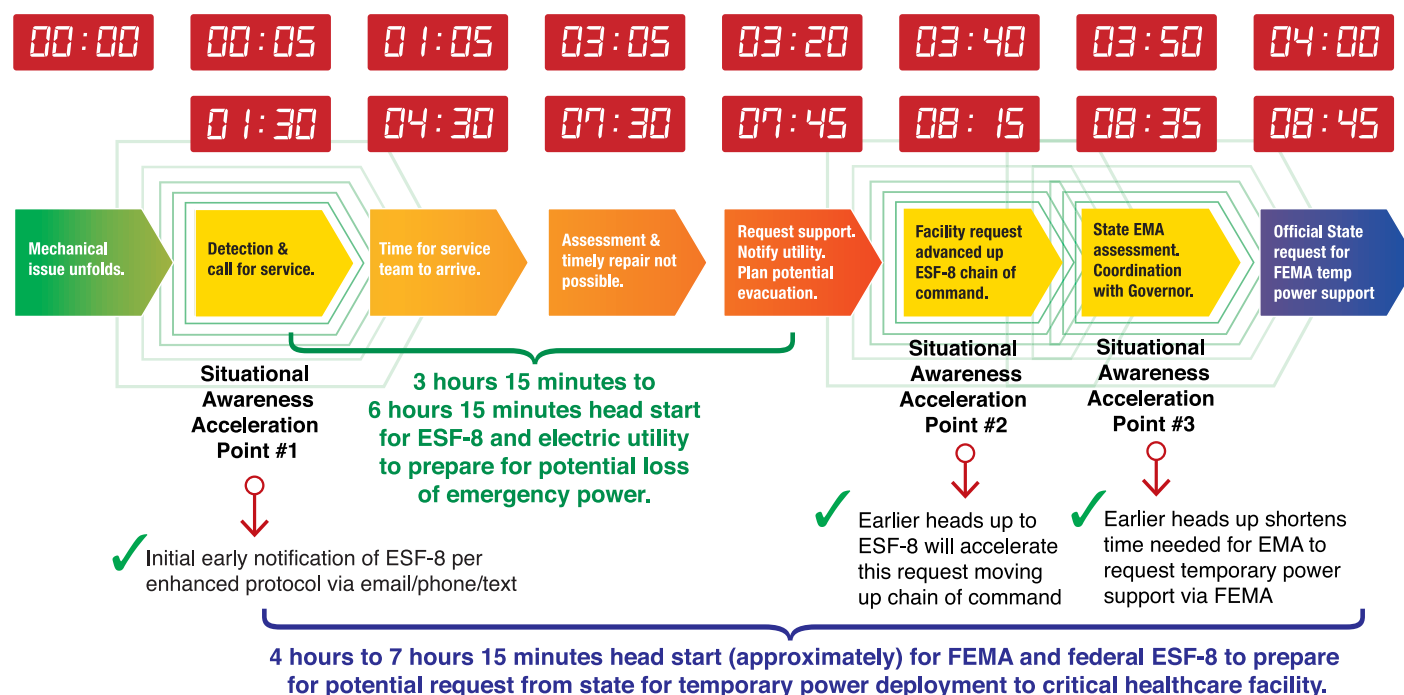 00:00
00:05
01:05
03:05
03:20
03:40
03:50
04:00
01:30
04:30
07:30
07:45
08:15
08:35
08:45
Mechanical
issue unfolds.
Detection &
call for service.
Time for service
team to arrive.
Assessment &
timely repair not
possible.
Request support.
Notify utility.
Plan potential
evacuation.
Facility request
advanced up
ESF-8 chain of
command.
State EMA
assessment.
Coordination
with Governor.
Official State
request for
FEMA temp
power support
Situational
Awareness
Acceleration
Point #1
3 hours 15 minutes to
6 hours 15 minutes head start
for ESF-8 and electric utility
to prepare for potential loss
of emergency power.
Situational
Awareness
Acceleration
Point #2
Situational
Awareness
Acceleration
Point #3
Initial early notification of ESF-8 per
enhanced protocol via email/phone/text
Earlier heads up to
ESF-8 will accelerate
this request moving
up chain of command
Earlier heads up shortens
time needed for EMA to
request temporary power
support via FEMA
4 hours to 7 hours 15 minutes head start (approximately) for FEMA and federal ESF-8 to prepare
for potential request from state for temporary power deployment to critical healthcare facility.